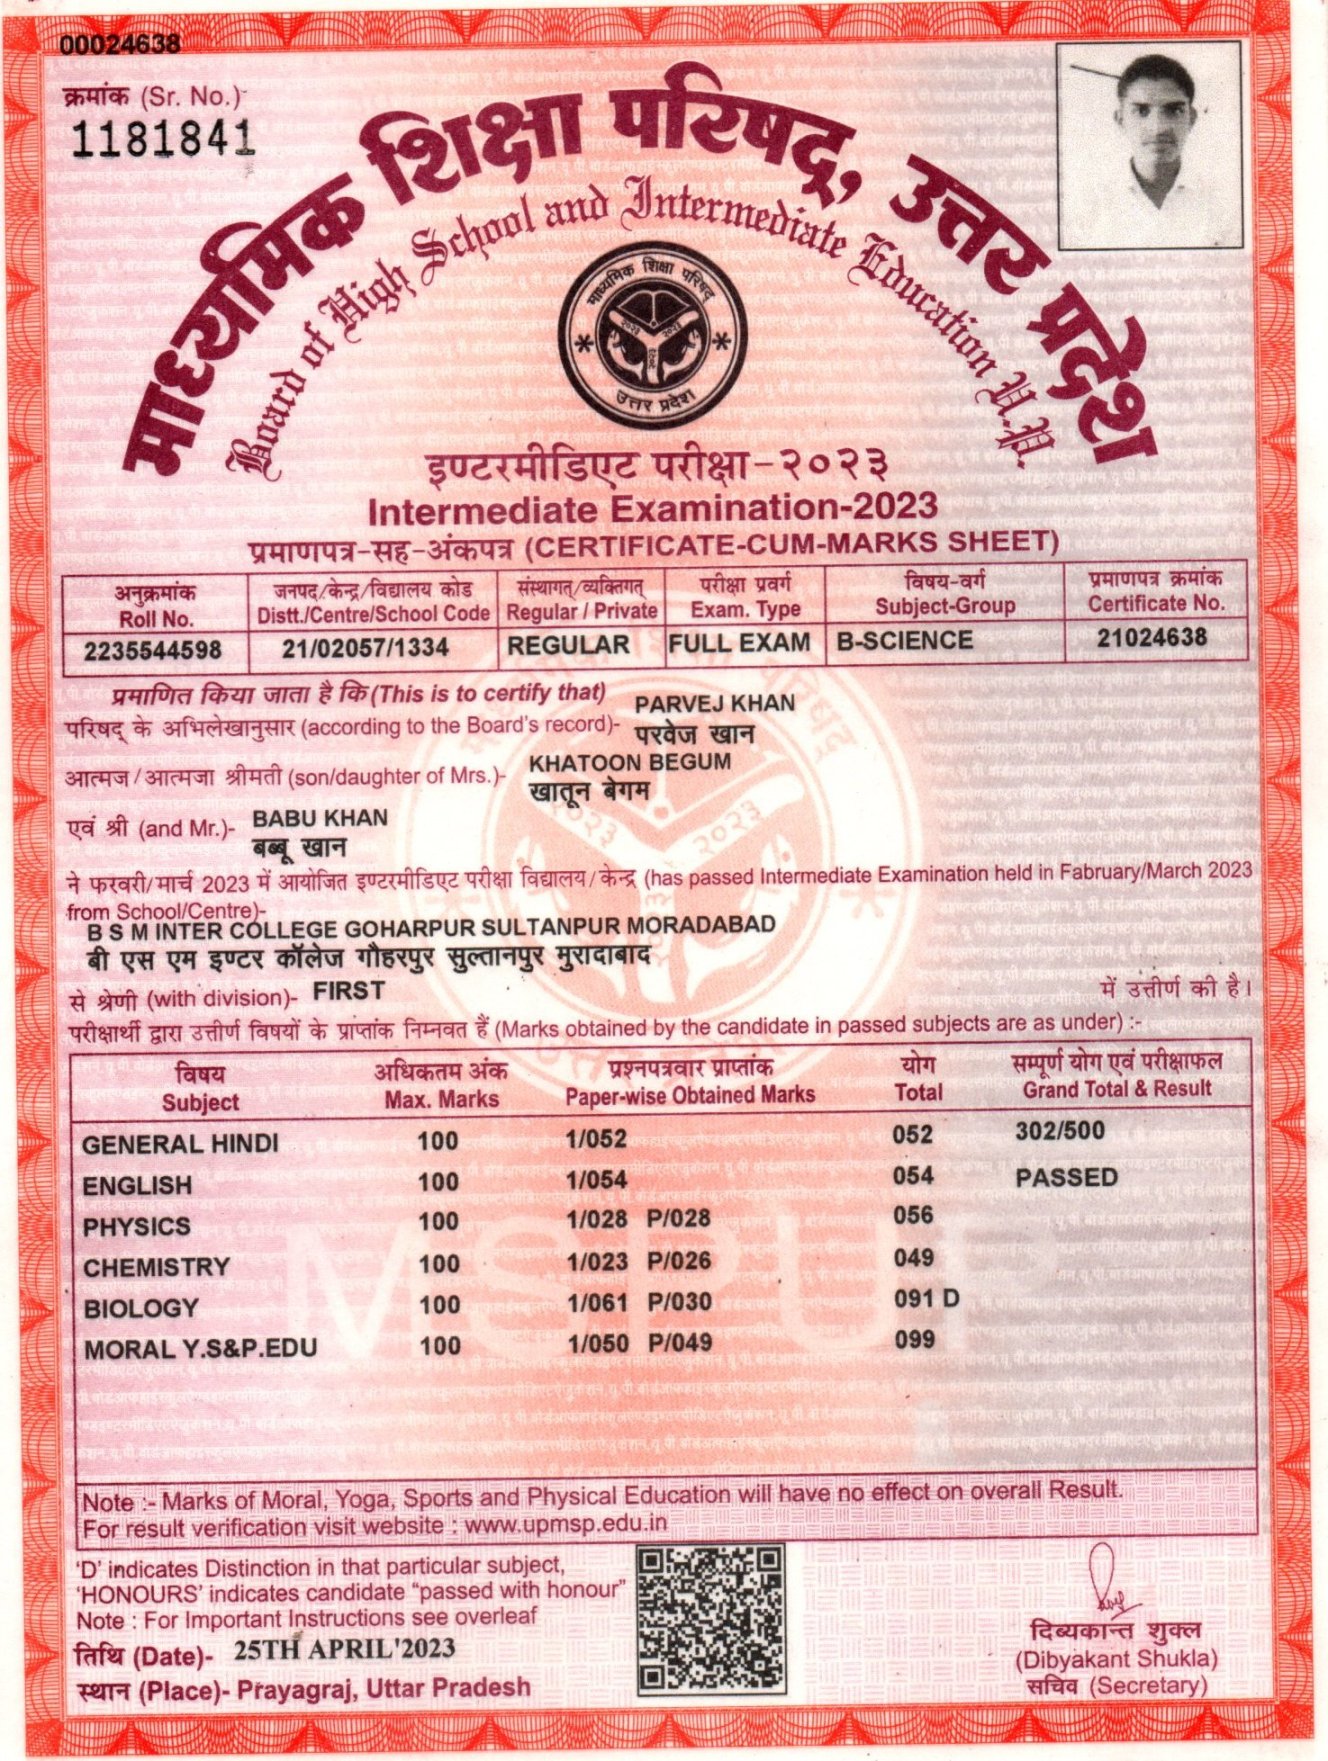 00024638
क्रमांक (Sr. No.)-
1181841
माध्यमिक शिक्षा परिषद्, उत्तर प्रदेश
Board of High School and Intermediate Education U.P.
माध्यमिक शिक्षा परिषद्
२०२३ २०२३
२०२३
उत्तर प्रदेश
इण्टरमीडिएट परीक्षा-२०२३
Intermediate Examination-2023
प्रमाणपत्र-सह-अंकपत्र (CERTIFICATE-CUM-MARKS SHEET)
अनुक्रमांक जनपद/केन्द्र/विद्यालय कोड संस्थागत/व्यक्तिगत् परीक्षा प्रवर्ग विषय-वर्ग प्रमाणपत्र क्रमांक
Roll No. Distt./Centre/School Code Regular / Private Exam. Type Subject-Group Certificate No.
2235544598 21/02057/1334 REGULAR FULL EXAM B-SCIENCE 21024638
प्रमाणित किया जाता है कि (This is to certify that) PARVEJ KHAN
परिषद् के अभिलेखानुसार (according to the Board's record)- परवेज खान
आत्मज/आत्मजा श्रीमती (son/daughter of Mrs.)- KHATOON BEGUM
खातून बेगम
एवं श्री (and Mr.)- BABU KHAN
बब्बू खान
ने फरवरी/मार्च 2023 में आयोजित इण्टरमीडिएट परीक्षा विद्यालय/केन्द्र (has passed Intermediate Examination held in Fabruary/March 2023
from School/Centre)-
B S M INTER COLLEGE GOHARPUR SULTANPUR MORADABAD
बी एस एम इण्टर कॉलेज गौहरपुर सुल्तानपुर मुरादाबाद
से श्रेणी (with division)- FIRST में उत्तीर्ण की है।
परीक्षार्थी द्वारा उत्तीर्ण विषयों के प्राप्तांक निम्नवत हैं (Marks obtained by the candidate in passed subjects are as under) :-
विषय अधिकतम अंक प्रश्नपत्रवार प्राप्तांक योग सम्पूर्ण योग एवं परीक्षाफल
Subject Max. Marks Paper-wise Obtained Marks Total Grand Total & Result
GENERAL HINDI 100 1/052 052 302/500
ENGLISH 100 1/054 054 PASSED
PHYSICS 100 1/028 P/028 056
CHEMISTRY 100 1/023 P/026 049
BIOLOGY 100 1/061 P/030 091 D
MORAL Y.S&P.EDU 100 1/050 P/049 099
MSPUP
Note :- Marks of Moral, Yoga, Sports and Physical Education will have no effect on overall Result.
For result verification visit website : www.upmsp.edu.in
'D' indicates Distinction in that particular subject,
'HONOURS' indicates candidate "passed with honour"
Note : For Important Instructions see overleaf
तिथि (Date)- 25TH APRIL'2023
स्थान (Place)- Prayagraj, Uttar Pradesh
दिब्यकान्त शुक्ल
(Dibyakant Shukla)
सचिव (Secretary)